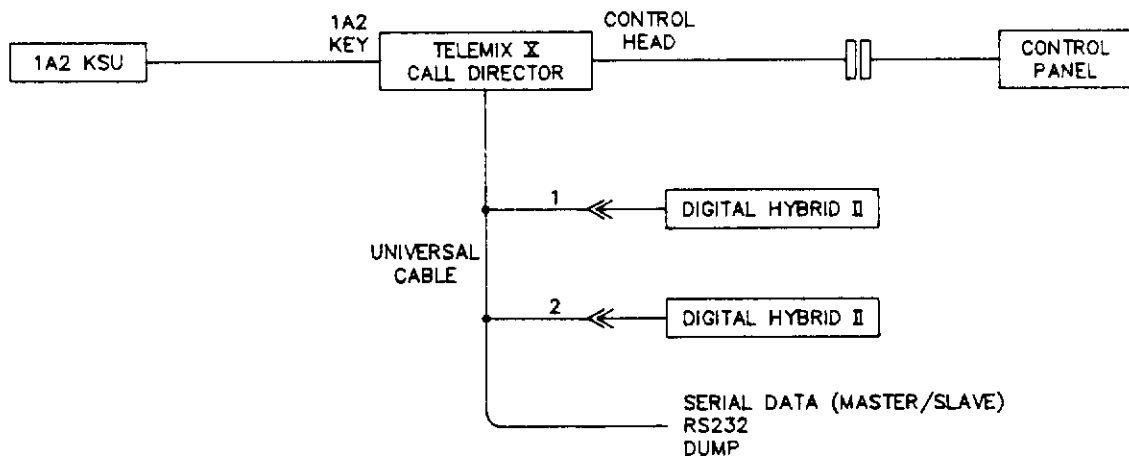 1A2 KSU
1A2
KEY
TELEMIX X
CALL DIRECTOR
CONTROL
HEAD
CONTROL
PANEL
1
DIGITAL HYBRID II
UNIVERSAL
CABLE
2
DIGITAL HYBRID II
SERIAL DATA (MASTER/SLAVE)
RS232
DUMP